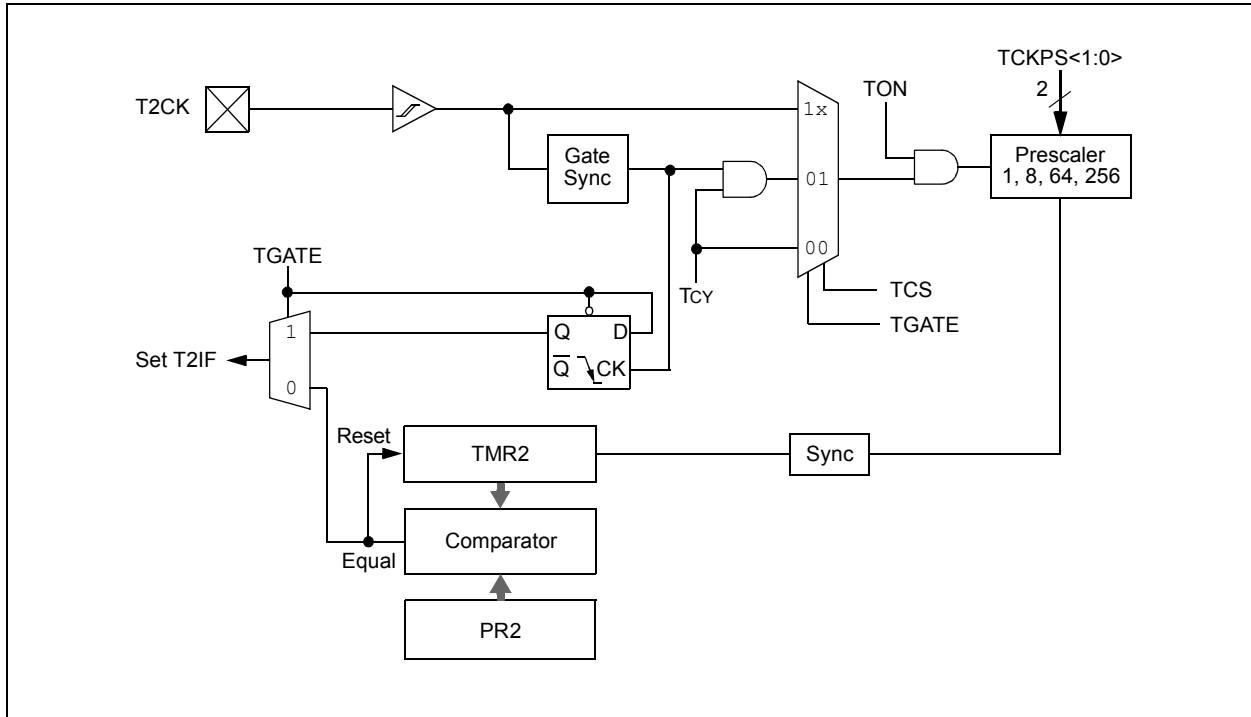 TCKPS<1:0>
2
TON
T2CK
1x
Prescaler
1, 8, 64, 256
Gate
Sync
01
00
TGATE
TCY
TCS
TGATE
1
Q
D
Set T2IF
Q
CK
0
Reset
TMR2
Sync
Comparator
Equal
PR2